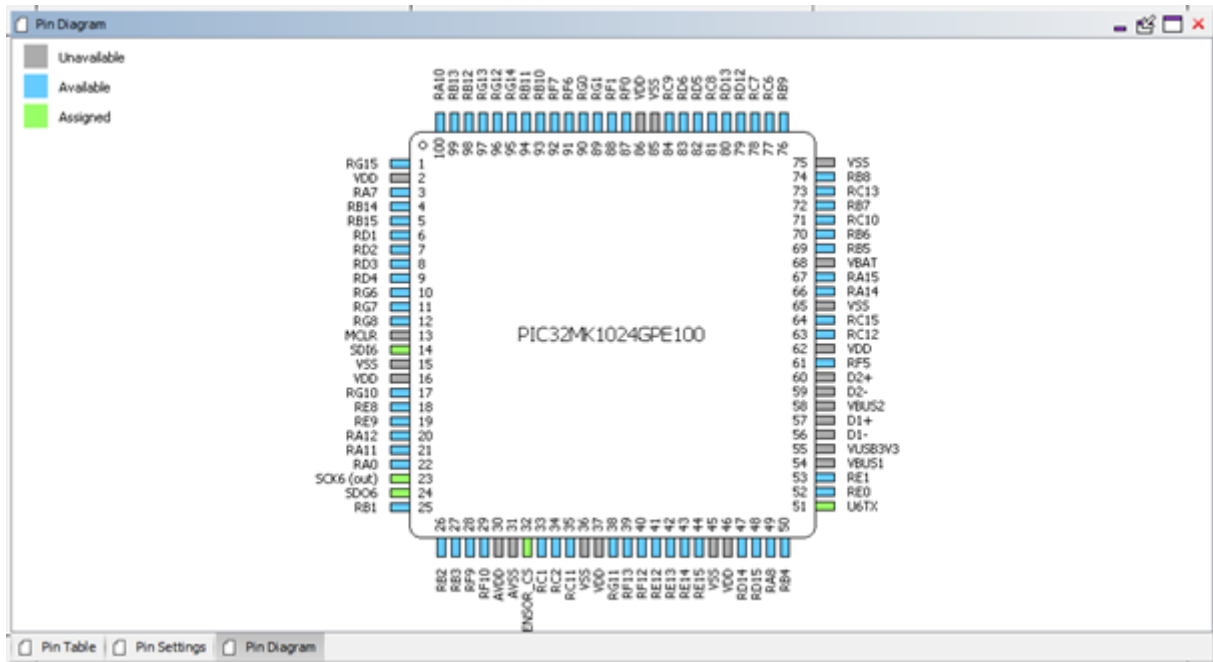 Pin Diagram
Unavailable
Available
Assigned
RA10 RB13 RB12 RG13 RG12 RG14 RB11 RB10 RF7 RF6 RG0 RG1 RF1 RF0 VDD VSS RC9 RD6 RD5 RC8 RD13 RD12 RC7 RC6 RB9
100 99 98 97 96 95 94 93 92 91 90 89 88 87 86 85 84 83 82 81 80 79 78 77 76
RG15 1
VDD 2
RA7 3
RB14 4
RB15 5
RD1 6
RD2 7
RD3 8
RD4 9
RG6 10
RG7 11
RG8 12
MCLR 13
SDI6 14
VSS 15
VDD 16
RG10 17
RE8 18
RE9 19
RA12 20
RA11 21
RA0 22
SCK6 (out) 23
SDO6 24
RB1 25
PIC32MK1024GPE100
75 VSS
74 RB8
73 RC13
72 RB7
71 RC10
70 RB6
69 RB5
68 VBAT
67 RA15
66 RA14
65 VSS
64 RC15
63 RC12
62 VDD
61 RF5
60 D2+
59 D2-
58 VBUS2
57 D1+
56 D1-
55 VUSB3V3
54 VBUS1
53 RE1
52 RE0
51 U6TX
26 27 28 29 30 31 32 33 34 35 36 37 38 39 40 41 42 43 44 45 46 47 48 49 50
RB2 RB3 RF9 RF10 AVDD AVSS ENSOR_CS RC1 RC2 RC11 VSS VDD RG11 RF13 RF12 RE12 RE13 RE14 RE15 VSS VDD RD14 RD15 RA8 RB4
Pin Table Pin Settings Pin Diagram